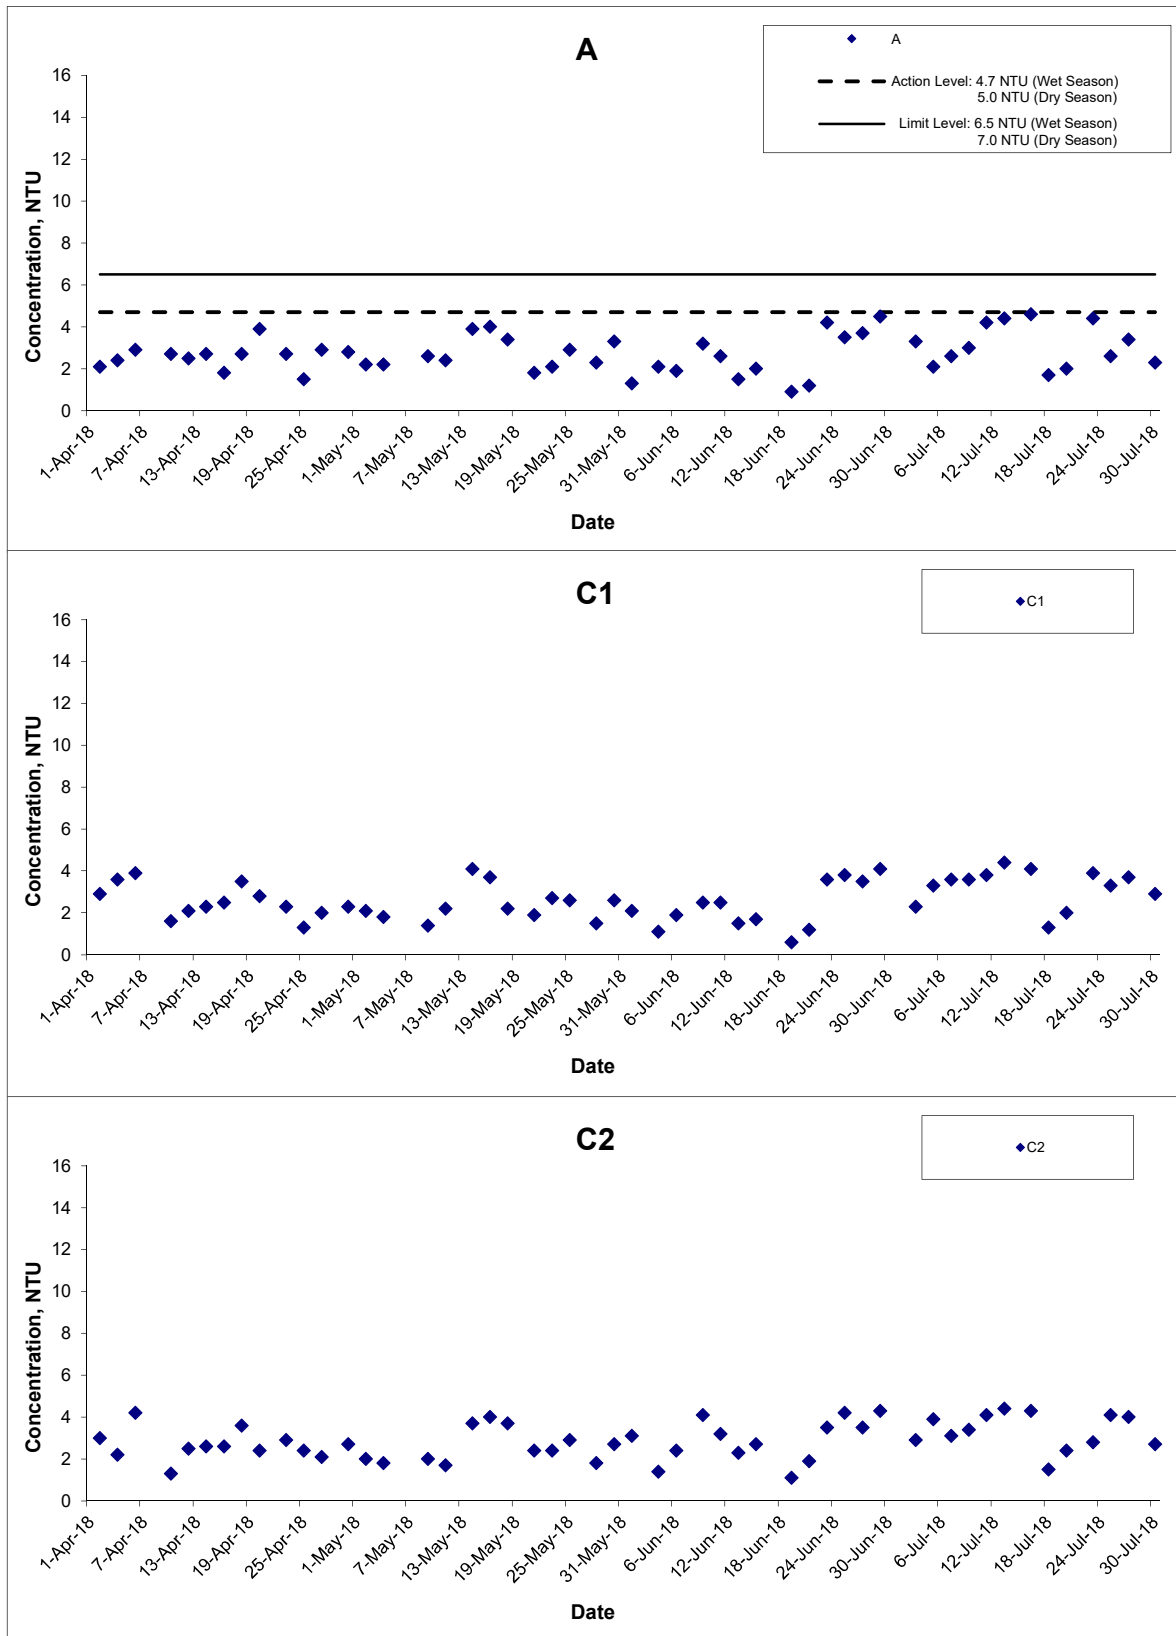 A
A
Action Level: 4.7 NTU (Wet Season)
5.0 NTU (Dry Season)
Limit Level: 6.5 NTU (Wet Season)
7.0 NTU (Dry Season)
Concentration, NTU
16
14
12
10
8
6
4
2
0
1-Apr-18
7-Apr-18
13-Apr-18
19-Apr-18
25-Apr-18
1-May-18
7-May-18
13-May-18
19-May-18
25-May-18
31-May-18
6-Jun-18
12-Jun-18
18-Jun-18
24-Jun-18
30-Jun-18
6-Jul-18
12-Jul-18
18-Jul-18
24-Jul-18
30-Jul-18
Date
C1
C1
Concentration, NTU
16
14
12
10
8
6
4
2
0
1-Apr-18
7-Apr-18
13-Apr-18
19-Apr-18
25-Apr-18
1-May-18
7-May-18
13-May-18
19-May-18
25-May-18
31-May-18
6-Jun-18
12-Jun-18
18-Jun-18
24-Jun-18
30-Jun-18
6-Jul-18
12-Jul-18
18-Jul-18
24-Jul-18
30-Jul-18
Date
C2
C2
Concentration, NTU
16
14
12
10
8
6
4
2
0
1-Apr-18
7-Apr-18
13-Apr-18
19-Apr-18
25-Apr-18
1-May-18
7-May-18
13-May-18
19-May-18
25-May-18
31-May-18
6-Jun-18
12-Jun-18
18-Jun-18
24-Jun-18
30-Jun-18
6-Jul-18
12-Jul-18
18-Jul-18
24-Jul-18
30-Jul-18
Date